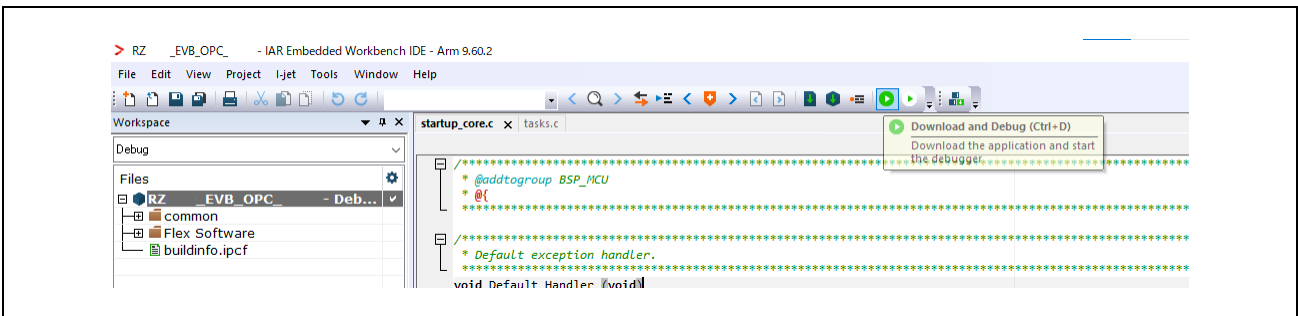 RZ _EVB_OPC_ - IAR Embedded Workbench IDE - Arm 9.60.2
File Edit View Project I-jet Tools Window Help
Workspace
startup_core.c tasks.c
Debug
Download and Debug (Ctrl+D)
Download the application and start
the debugger
Files
RZ _EVB_OPC_ - Deb...
common
Flex Software
buildinfo.ipcf
* @addtogroup BSP_MCU
* @{
* Default exception handler.
void Default_Handler (void)